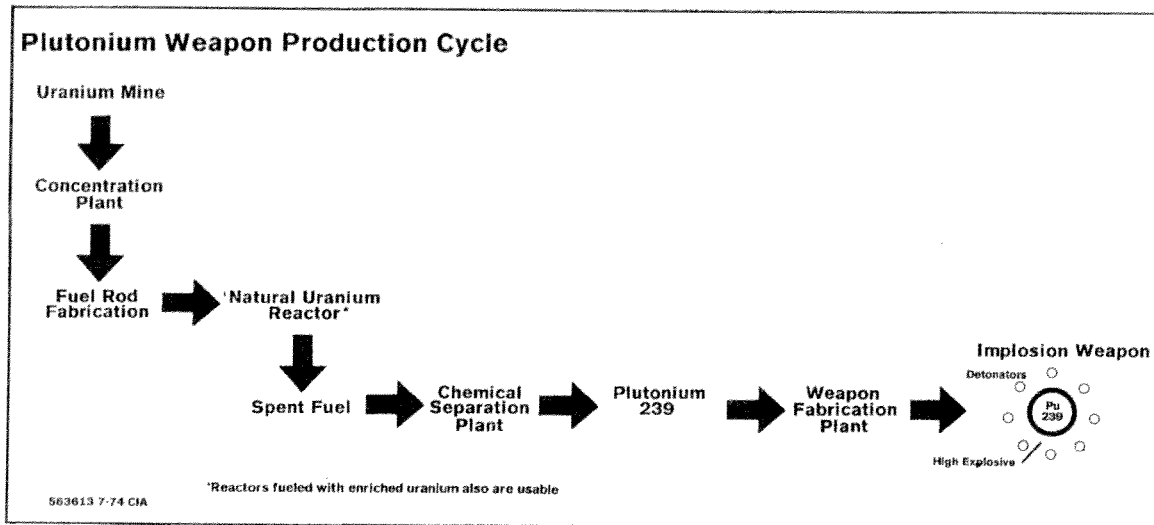 Plutonium Weapon Production Cycle
Uranium Mine
Concentration
Plant
Fuel Rod
Fabrication
'Natural Uranium
Reactor*
Spent Fuel
Chemical
Separation
Plant
Plutonium
239
Weapon
Fabrication
Plant
Implosion Weapon
Detonators
Pu
239
High Explosive
*Reactors fueled with enriched uranium also are usable
563613 7-74 CIA